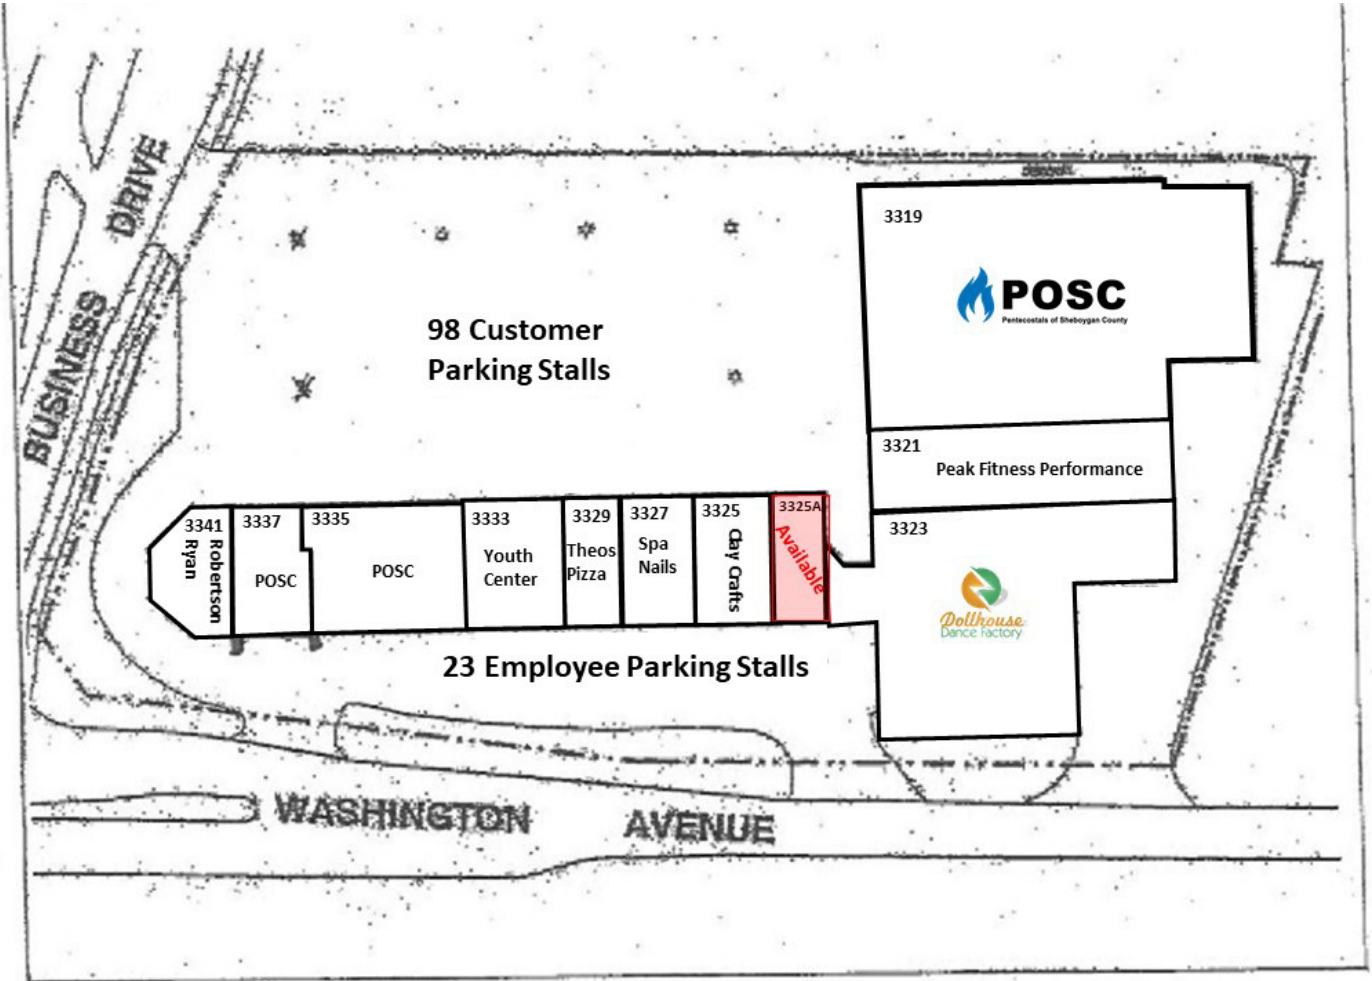 BUSINESS DRIVE
98 Customer
Parking Stalls
3319
POSC
Pentecostals of Sheboygan County
3321
Peak Fitness Performance
3323
Dollhouse
Dance Factory
3341
Robertson
Ryan
3337
POSC
3335
POSC
3333
Youth
Center
3329
Theos
Pizza
3327
Spa
Nails
3325
Clay Crafts
3325A
Available
23 Employee Parking Stalls
WASHINGTON AVENUE